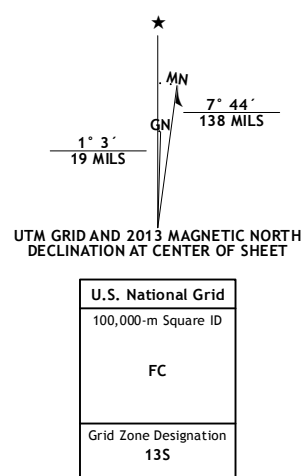 ★
MN
7° 44´
138 MILS
GN
1° 3´
19 MILS
UTM GRID AND 2013 MAGNETIC NORTH
DECLINATION AT CENTER OF SHEET
U.S. National Grid
100,000-m Square ID
FC
Grid Zone Designation
13S